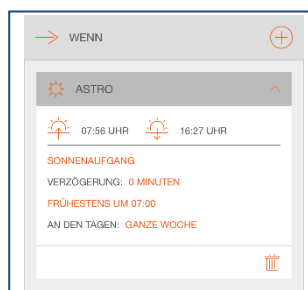 WENN
ASTRO
07:56 UHR 16:27 UHR
SONNENAUFGANG
VERZÖGERUNG: 0 MINUTEN
FRÜHESTENS UM 07:00
AN DEN TAGEN: GANZE WOCHE